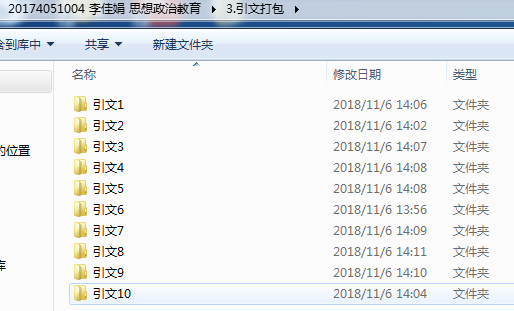 20174051004 李佳娟 思想政治教育 3.引文打包
含到库中 共享 新建文件夹
名称 修改日期 类型
引文1 2018/11/6 14:06 文件夹
引文2 2018/11/6 14:02 文件夹
引文3 2018/11/6 14:07 文件夹
的位置
引文4 2018/11/6 14:08 文件夹
引文5 2018/11/6 14:08 文件夹
引文6 2018/11/6 13:56 文件夹
引文7 2018/11/6 14:09 文件夹
引文8 2018/11/6 14:11 文件夹
库
引文9 2018/11/6 14:10 文件夹
引文10 2018/11/6 14:04 文件夹